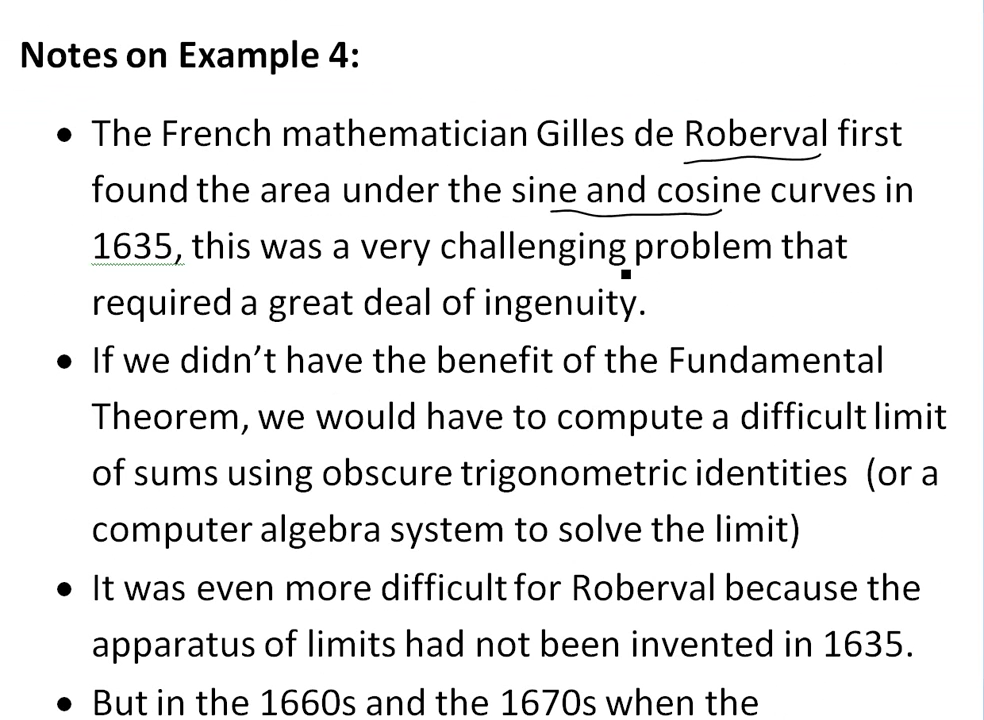 Notes on Example 4:
• The French mathematician Gilles de Roberval first
found the area under the sine and cosine curves in
1635, this was a very challenging problem that
required a great deal of ingenuity.
• If we didn’t have the benefit of the Fundamental
Theorem, we would have to compute a difficult limit
of sums using obscure trigonometric identities (or a
computer algebra system to solve the limit)
• It was even more difficult for Roberval because the
apparatus of limits had not been invented in 1635.
• But in the 1660s and the 1670s when the